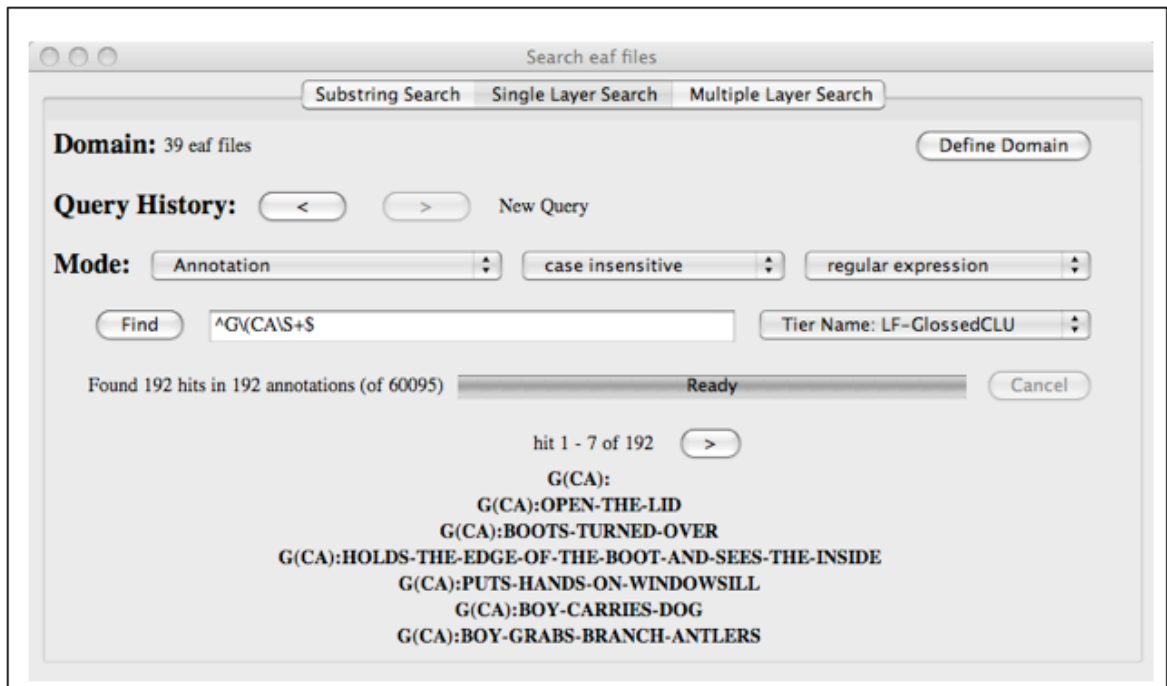 Search eaf files
Substring Search Single Layer Search Multiple Layer Search
Domain: 39 eaf files Define Domain
Query History: < > New Query
Mode: Annotation case insensitive regular expression
Find ^G\(CA\S+$ Tier Name: LF-GlossedCLU
Found 192 hits in 192 annotations (of 60095) Ready Cancel
hit 1 - 7 of 192 >
G(CA):
G(CA):OPEN-THE-LID
G(CA):BOOTS-TURNED-OVER
G(CA):HOLDS-THE-EDGE-OF-THE-BOOT-AND-SEES-THE-INSIDE
G(CA):PUTS-HANDS-ON-WINDOWSILL
G(CA):BOY-CARRIES-DOG
G(CA):BOY-GRABS-BRANCH-ANTLERS